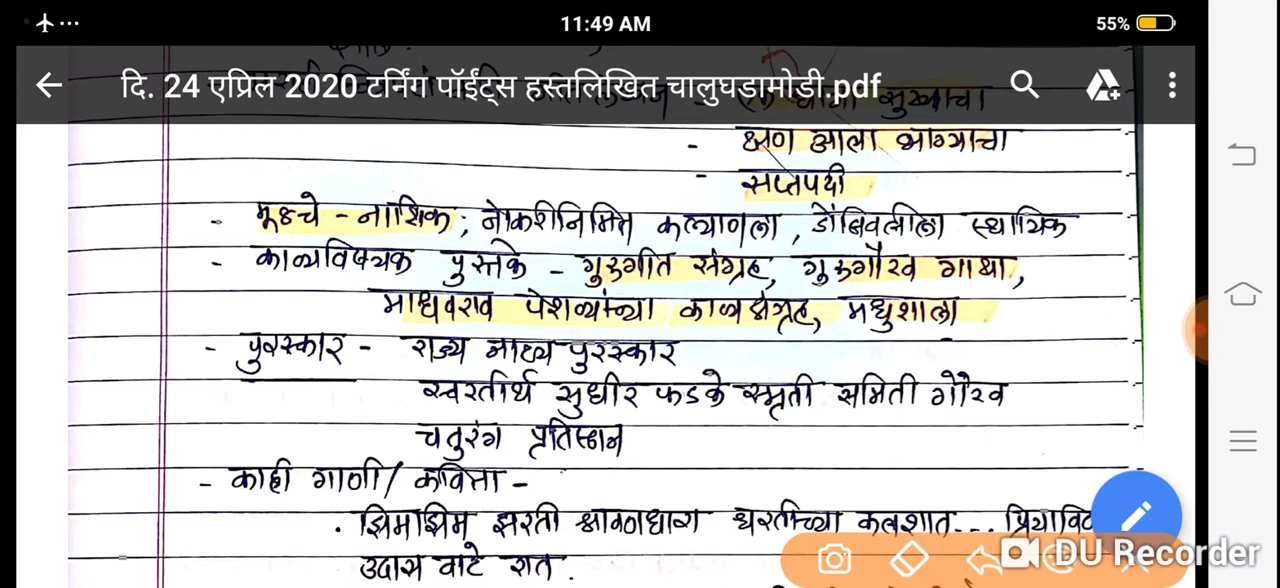 11:49 AM
55%
दि. 24 एप्रिल 2020 टर्निंग पॉईंट्स हस्तलिखित चालुघडामोडी.pdf
सुखाचा
- क्षण आला भाग्याचा
- सप्तपदी
- मूळचे - नाशिक; नोकरीनिमित्त कल्याणला, डोंबिवलीला स्थायिक
- काव्यविषयक पुस्तके - गुरुगीत संग्रह, गुरुगौरव गाथा,
माधवराव पेशव्यांच्या काव्यसंग्रह, मधुशाला
- पुरस्कार - राज्य नाट्य पुरस्कार
स्वरतीर्थ सुधीर फडके स्मृती समिती गौरव
चतुरंग प्रतिष्ठान
- काही गाणी/कविता -
. झिमझिम झरती श्रावणधारा धरतीच्या कलशात... प्रियावि
उदास वाटे रात.
DU Recorder